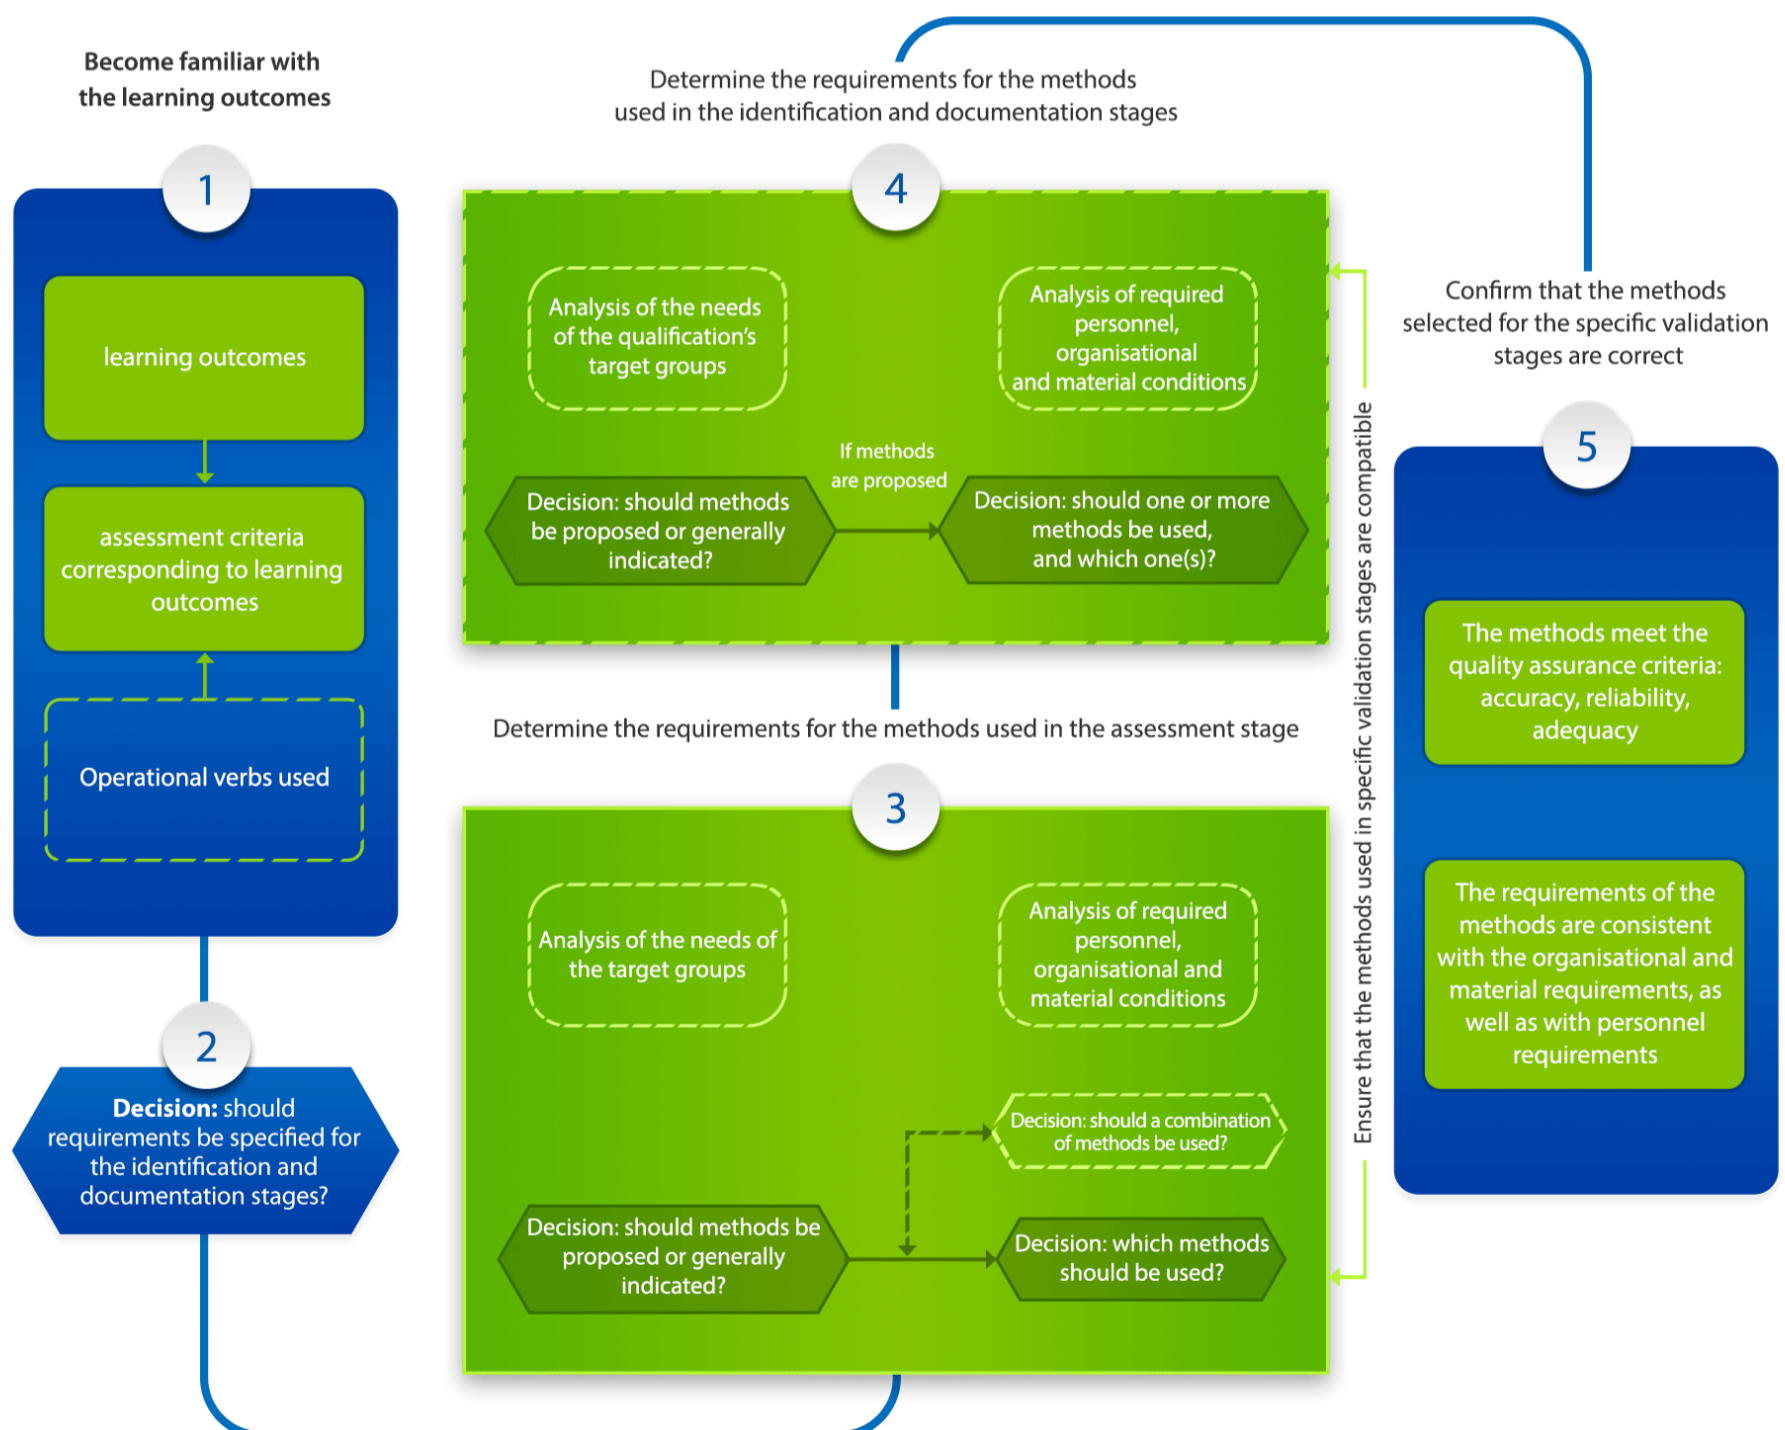 Become familiar with
the learning outcomes
1
learning outcomes
assessment criteria
corresponding to learning
outcomes
Operational verbs used
2
Decision: should
requirements be specified for
the identification and
documentation stages?
Determine the requirements for the methods
used in the identification and documentation stages
4
Analysis of the needs
of the qualification's
target groups
Analysis of required
personnel,
organisational
and material conditions
If methods
are proposed
Decision: should methods
be proposed or generally
indicated?
Decision: should one or more
methods be used,
and which one(s)?
Determine the requirements for the methods used in the assessment stage
3
Analysis of the needs of
the target groups
Analysis of required
personnel,
organisational and
material conditions
Decision: should a combination
of methods be used?
Decision: should methods be
proposed or generally
indicated?
Decision: which methods
should be used?
Ensure that the methods used in specific validation stages are compatible
Confirm that the methods
selected for the specific validation
stages are correct
5
The methods meet the
quality assurance criteria:
accuracy, reliability,
adequacy
The requirements of the
methods are consistent
with the organisational and
material requirements, as
well as with personnel
requirements